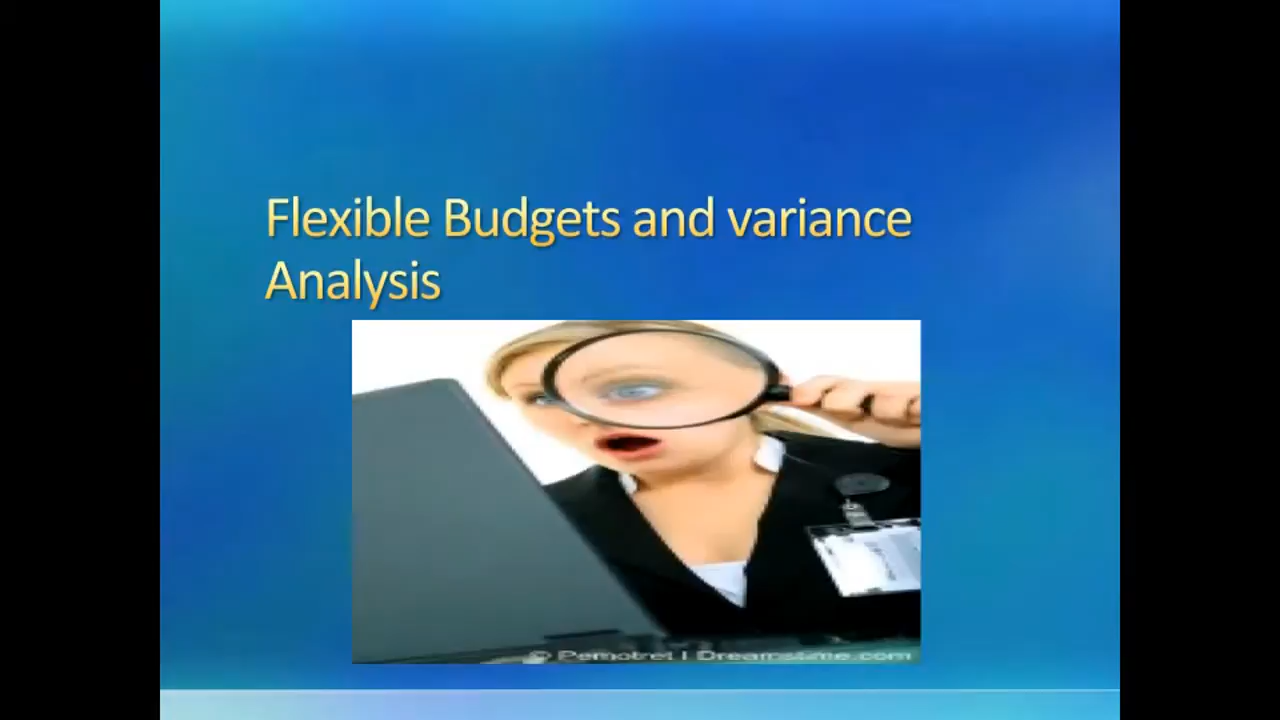 Flexible Budgets and variance
Analysis
© Pemotret | Dreamstime.com